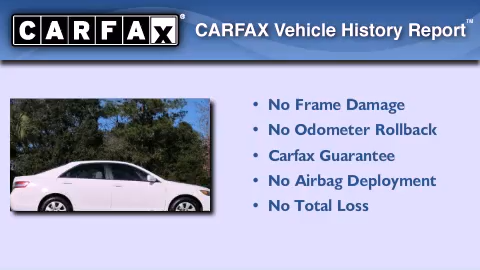 CARFAX® CARFAX Vehicle History Report™
• No Frame Damage
• No Odometer Rollback
• Carfax Guarantee
• No Airbag Deployment
• No Total Loss